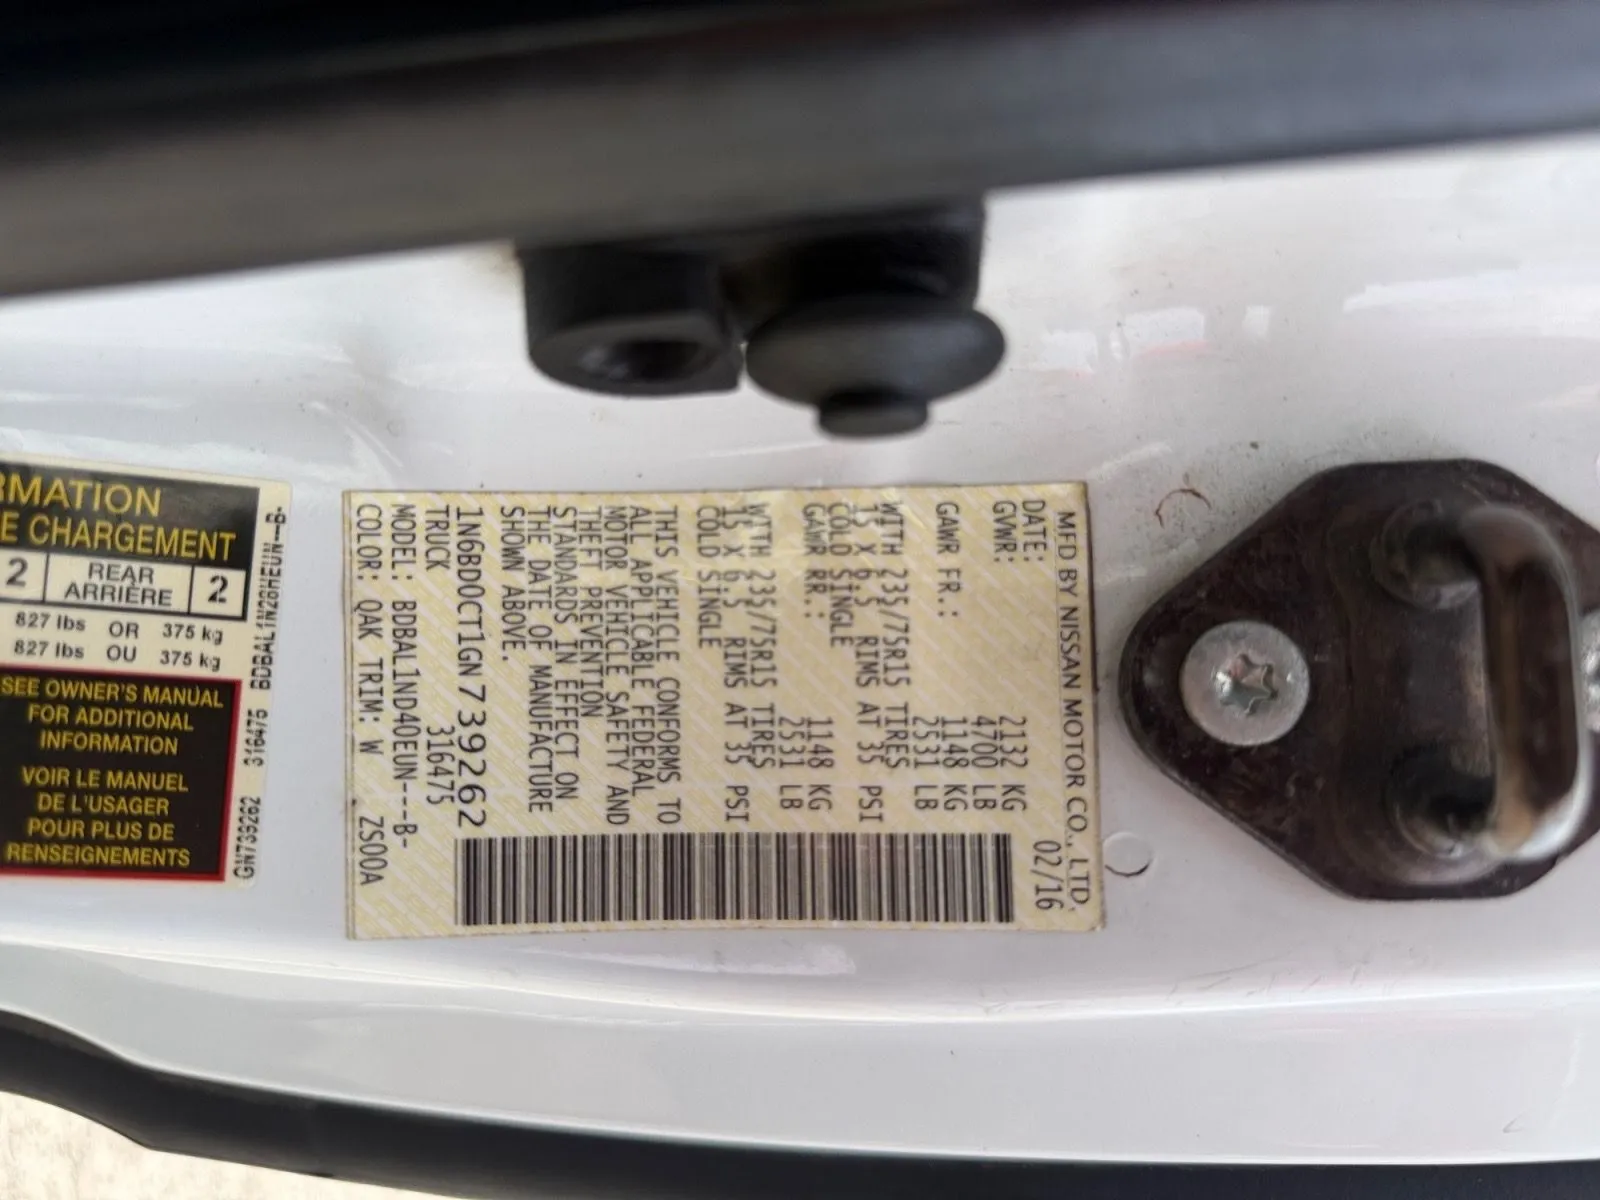 RMATION
E CHARGEMENT
2 REAR ARRIÈRE 2
827 lbs OR 375 kg
827 lbs OU 375 kg
SEE OWNER'S MANUAL
FOR ADDITIONAL
INFORMATION
VOIR LE MANUEL
DE L'USAGER
POUR PLUS DE
RENSEIGNEMENTS
316475 GN739262
MFD BY NISSAN MOTOR CO., LTD.
DATE: 02/16
GVWR: 2132 KG
4700 LB
GAWR FR.: 1148 KG
2531 LB
WITH 235/75R15 TIRES
15 X 6.5 RIMS AT 35 PSI
COLD SINGLE
GAWR RR.: 1148 KG
2531 LB
WITH 235/75R15 TIRES
15 X 6.5 RIMS AT 35 PSI
COLD SINGLE
THIS VEHICLE CONFORMS TO
ALL APPLICABLE FEDERAL
MOTOR VEHICLE SAFETY AND
THEFT PREVENTION
STANDARDS IN EFFECT ON
THE DATE OF MANUFACTURE
SHOWN ABOVE.
1N6BD0CT1GN739262
TRUCK 316475
MODEL: BDBAL1ND40EUN---B-
COLOR: QAK TRIM: W ZS00A